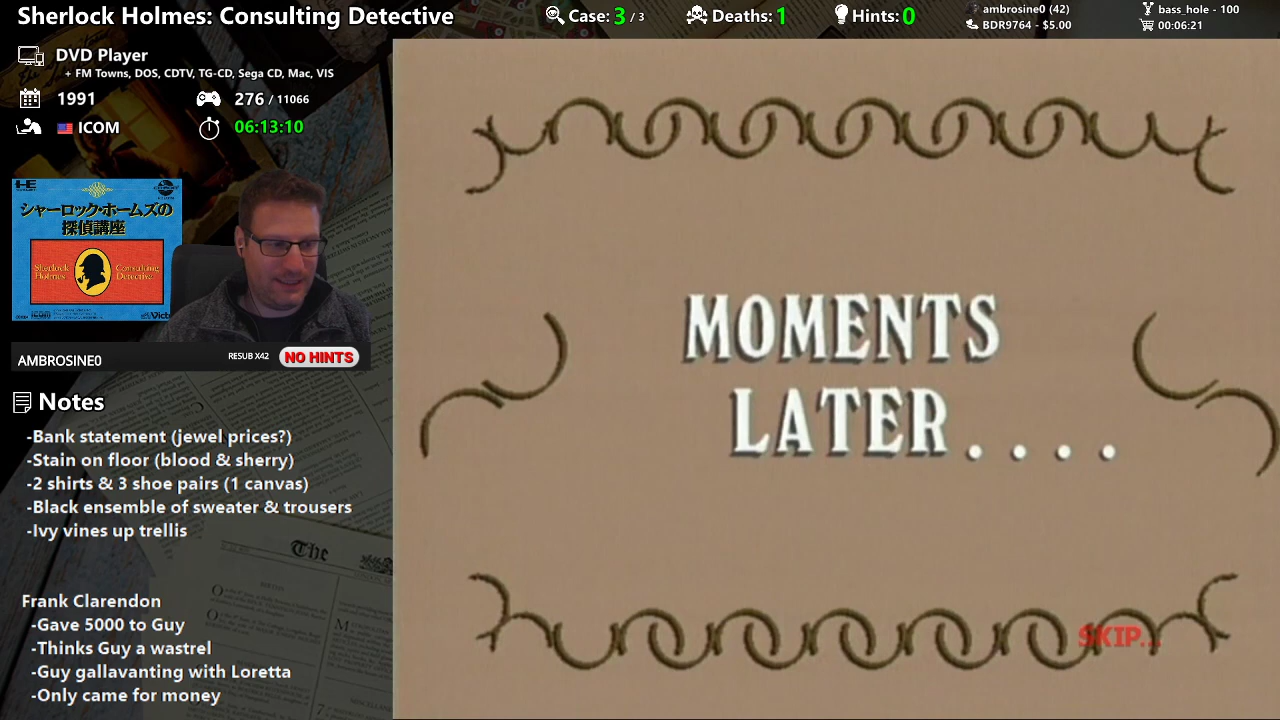 Sherlock Holmes: Consulting Detective
Case: 3 / 3
Deaths: 1
Hints: 0
ambrosine0 (42)
BDR9764 - $5.00
bass_hole - 100
00:06:21
DVD Player
+ FM Towns, DOS, CDTV, TG-CD, Sega CD, Mac, VIS
1991
276 / 11066
ICOM
06:13:10
シャーロック・ホームズの
探偵講座
Sherlock Holmes
Consulting Detective
AMBROSINE0
RESUB X42
NO HINTS
Notes
-Bank statement (jewel prices?)
-Stain on floor (blood & sherry)
-2 shirts & 3 shoe pairs (1 canvas)
-Black ensemble of sweater & trousers
-Ivy vines up trellis
The
Frank Clarendon
-Gave 5000 to Guy
-Thinks Guy a wastrel
-Guy gallavanting with Loretta
-Only came for money
MOMENTS
LATER....
SKIP...